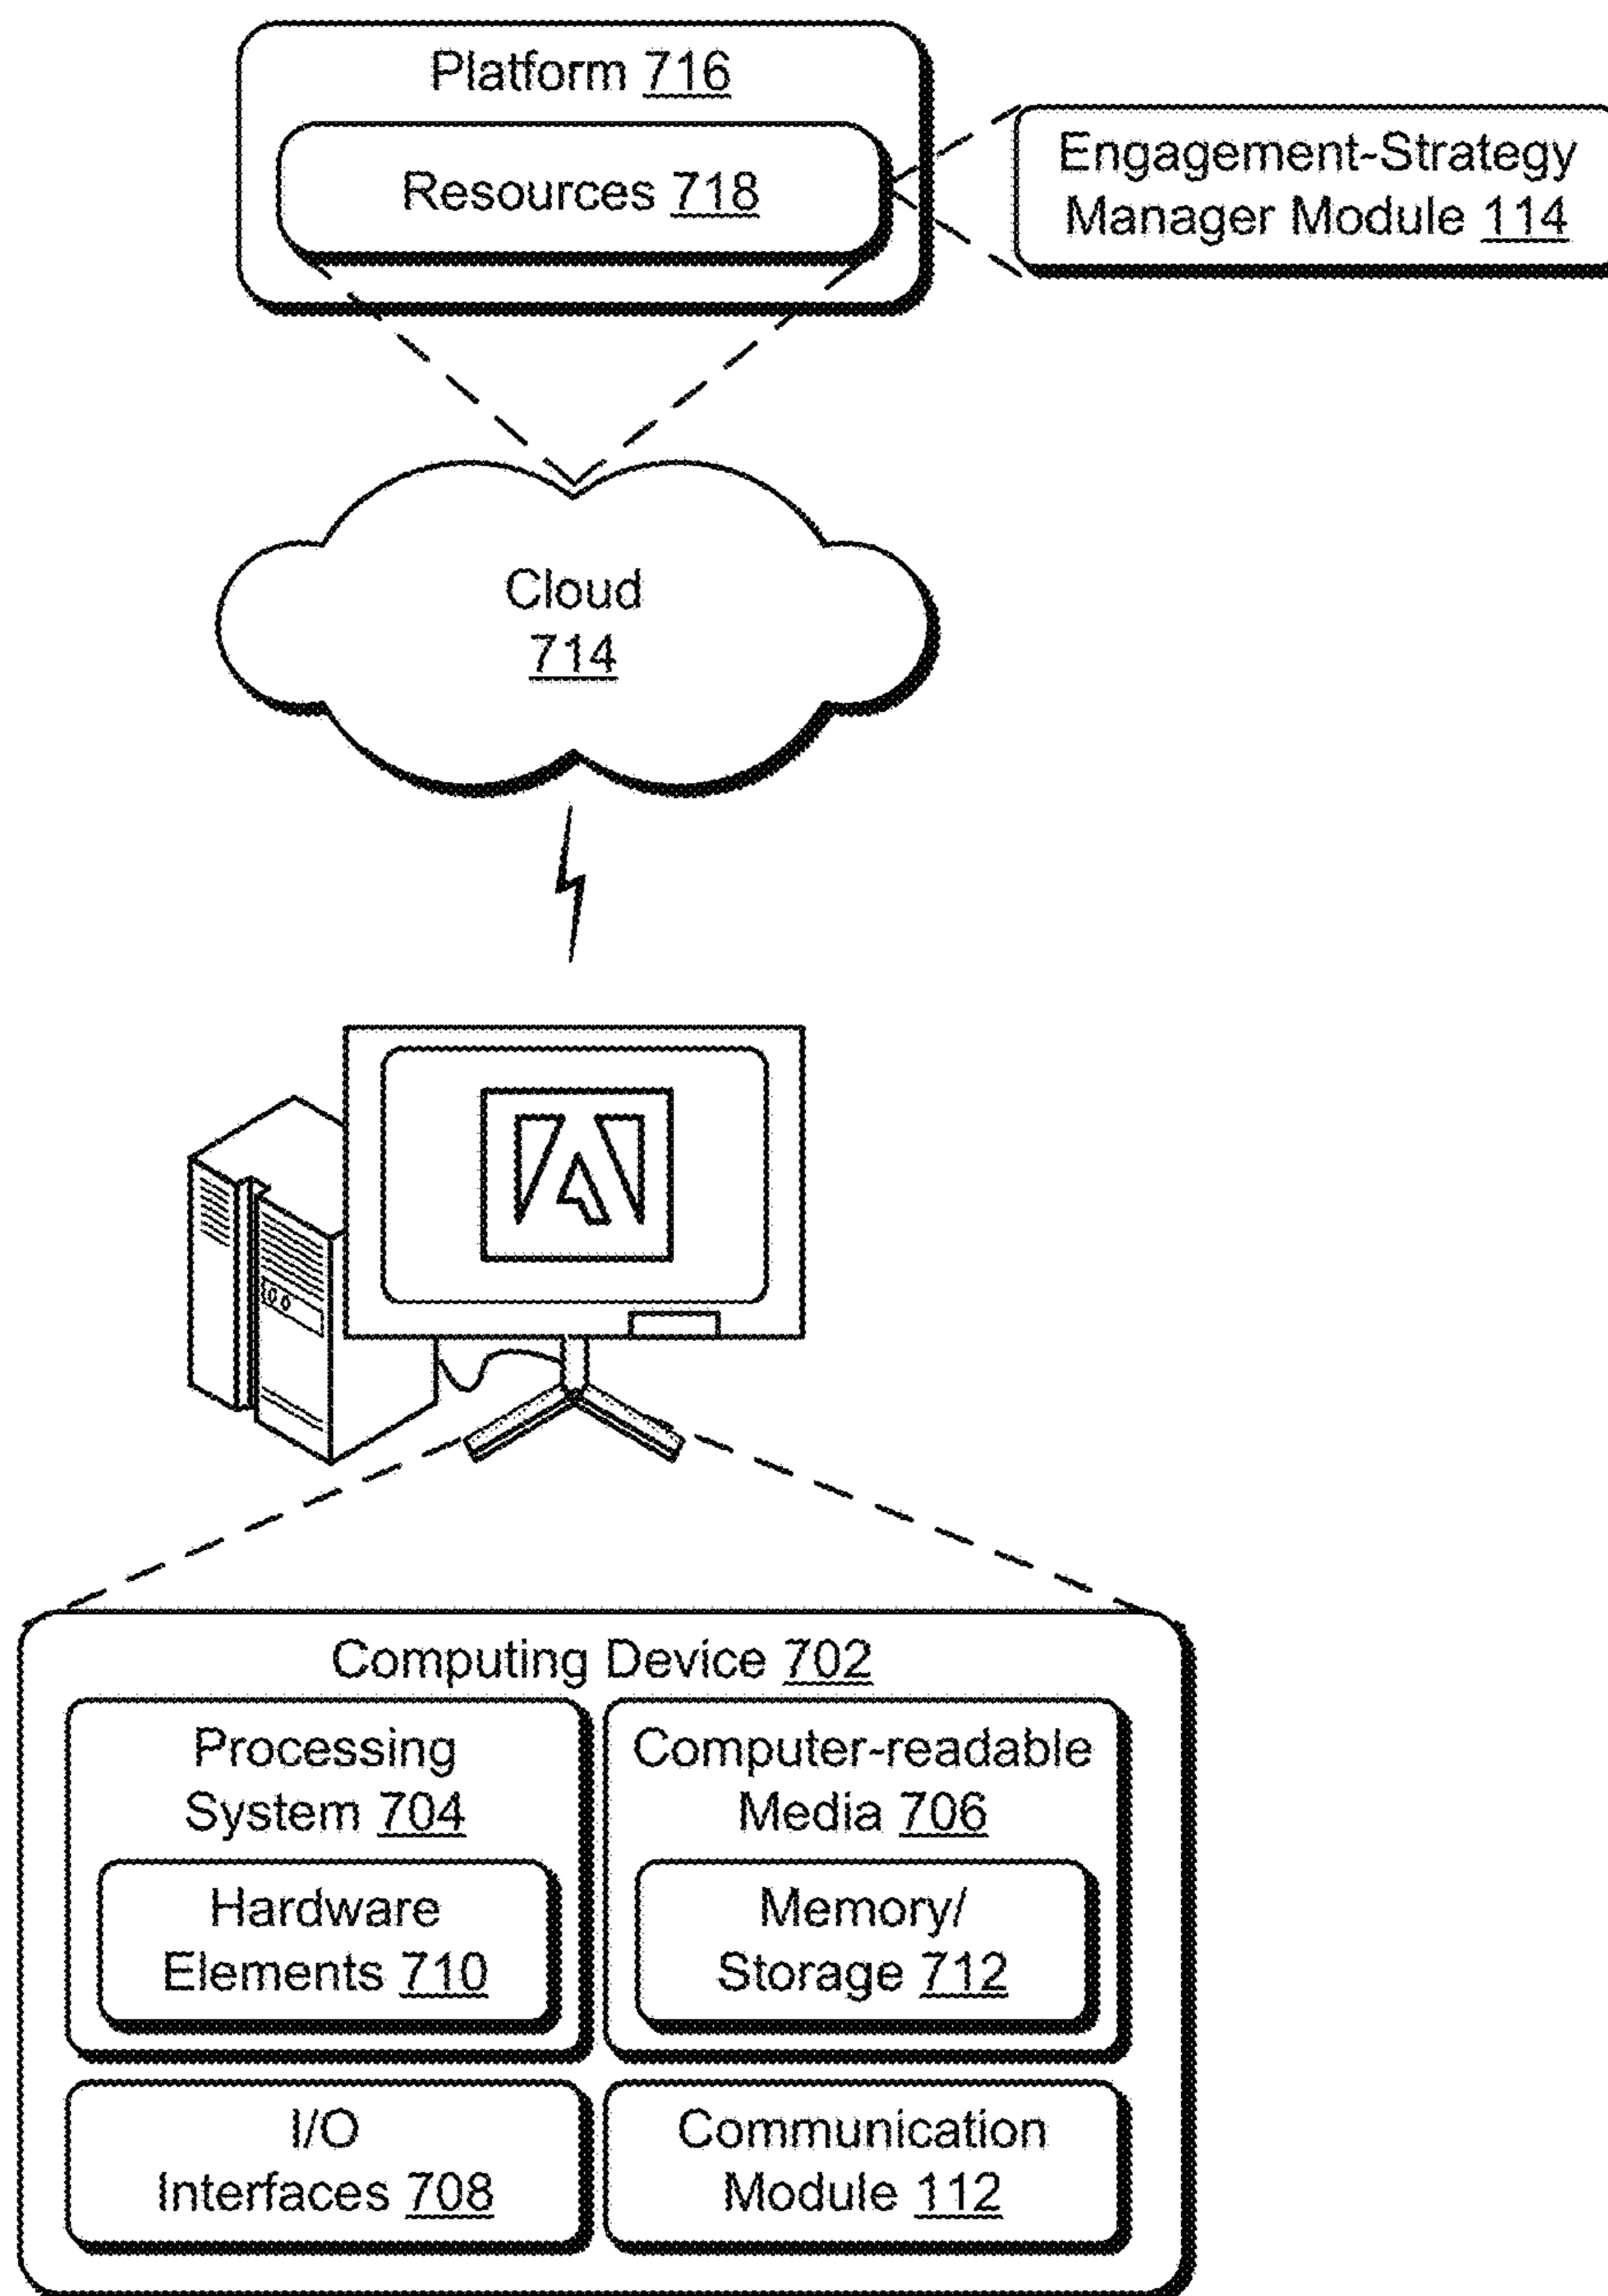 Platform 716
Resources 718
Engagement-Strategy
Manager Module 114
Cloud
714
Computing Device 702
Processing
System 704
Hardware
Elements 710
Computer-readable
Media 706
Memory/
Storage 712
I/O
Interfaces 708
Communication
Module 112